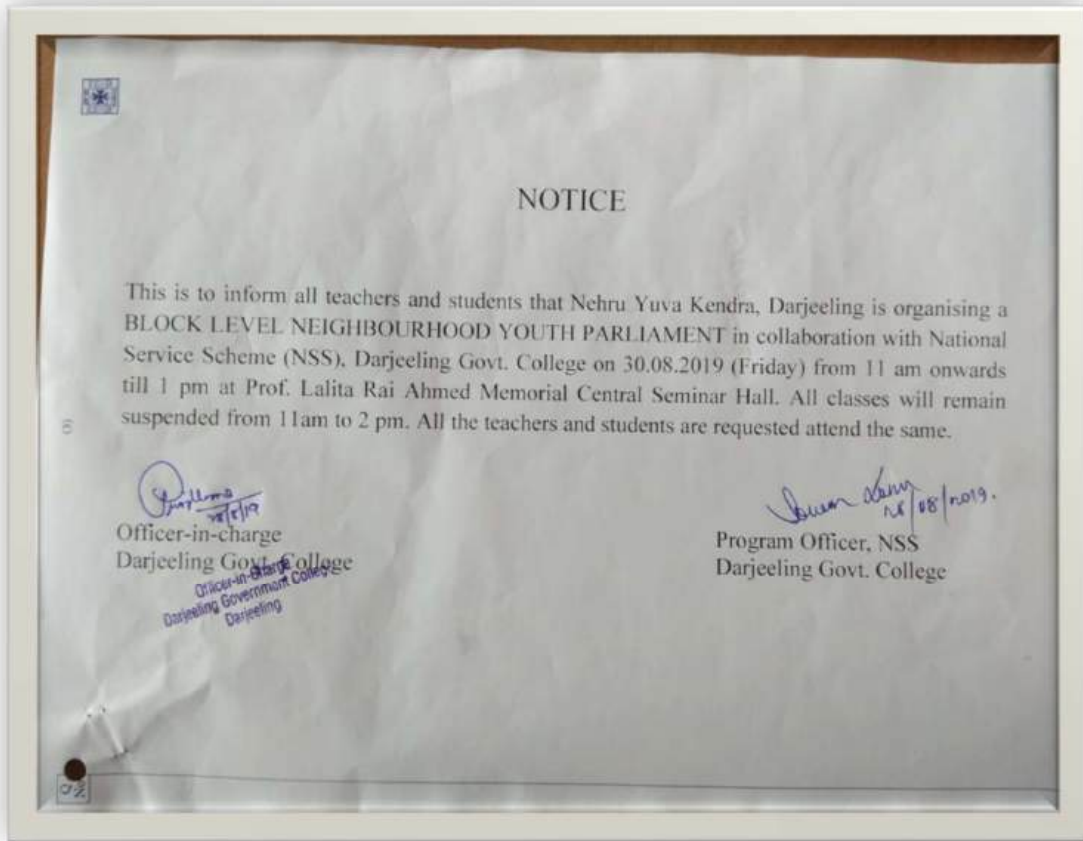 NOTICE
This is to inform all teachers and students that Nehru Yuva Kendra, Darjeeling is organising a
BLOCK LEVEL NEIGHBOURHOOD YOUTH PARLIAMENT in collaboration with National
Service Scheme (NSS), Darjeeling Govt. College on 30.08.2019 (Friday) from 11 am onwards
till 1 pm at Prof. Lalita Rai Ahmed Memorial Central Seminar Hall. All classes will remain
suspended from 11am to 2 pm. All the teachers and students are requested attend the same.
28/8/19
Officer-in-charge
Darjeeling Govt. College
Officer-in-Charge
Darjeeling Government College
Darjeeling
28/08/2019.
Program Officer, NSS
Darjeeling Govt. College